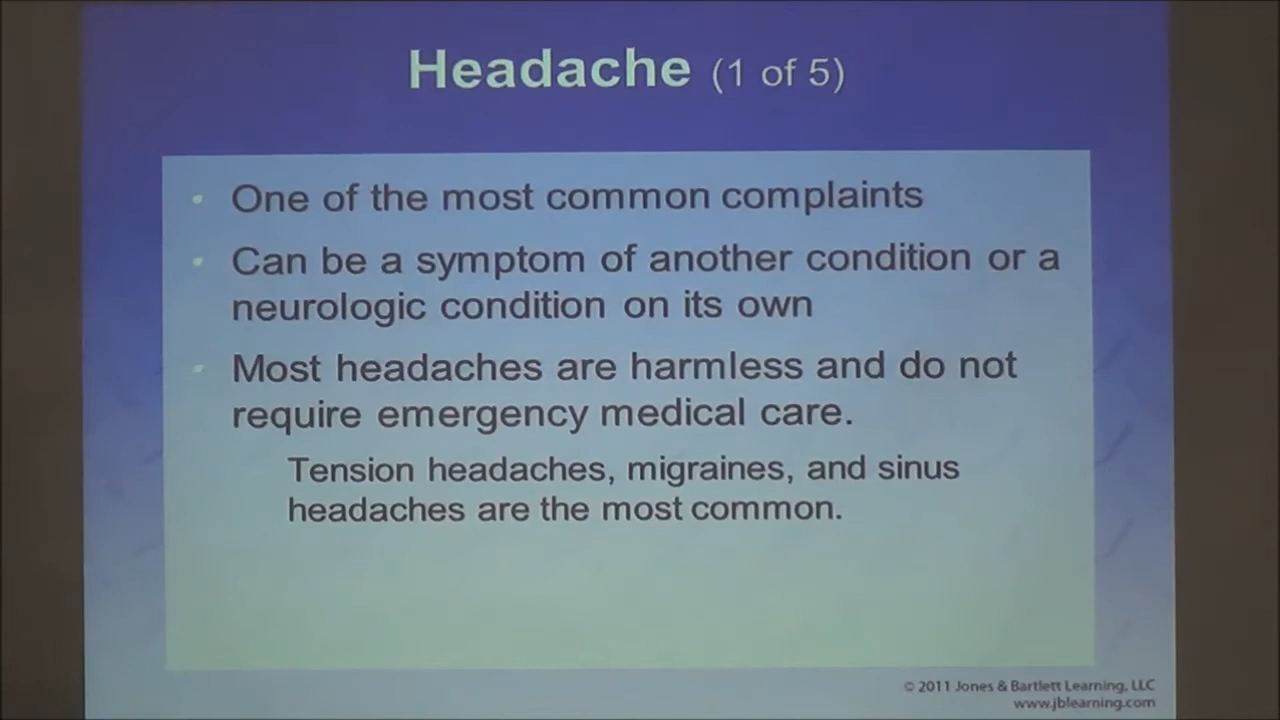 Headache (1 of 5)
• One of the most common complaints
• Can be a symptom of another condition or a
neurologic condition on its own
• Most headaches are harmless and do not
require emergency medical care.
Tension headaches, migraines, and sinus
headaches are the most common.
© 2011 Jones & Bartlett Learning, LLC
www.jblearning.com